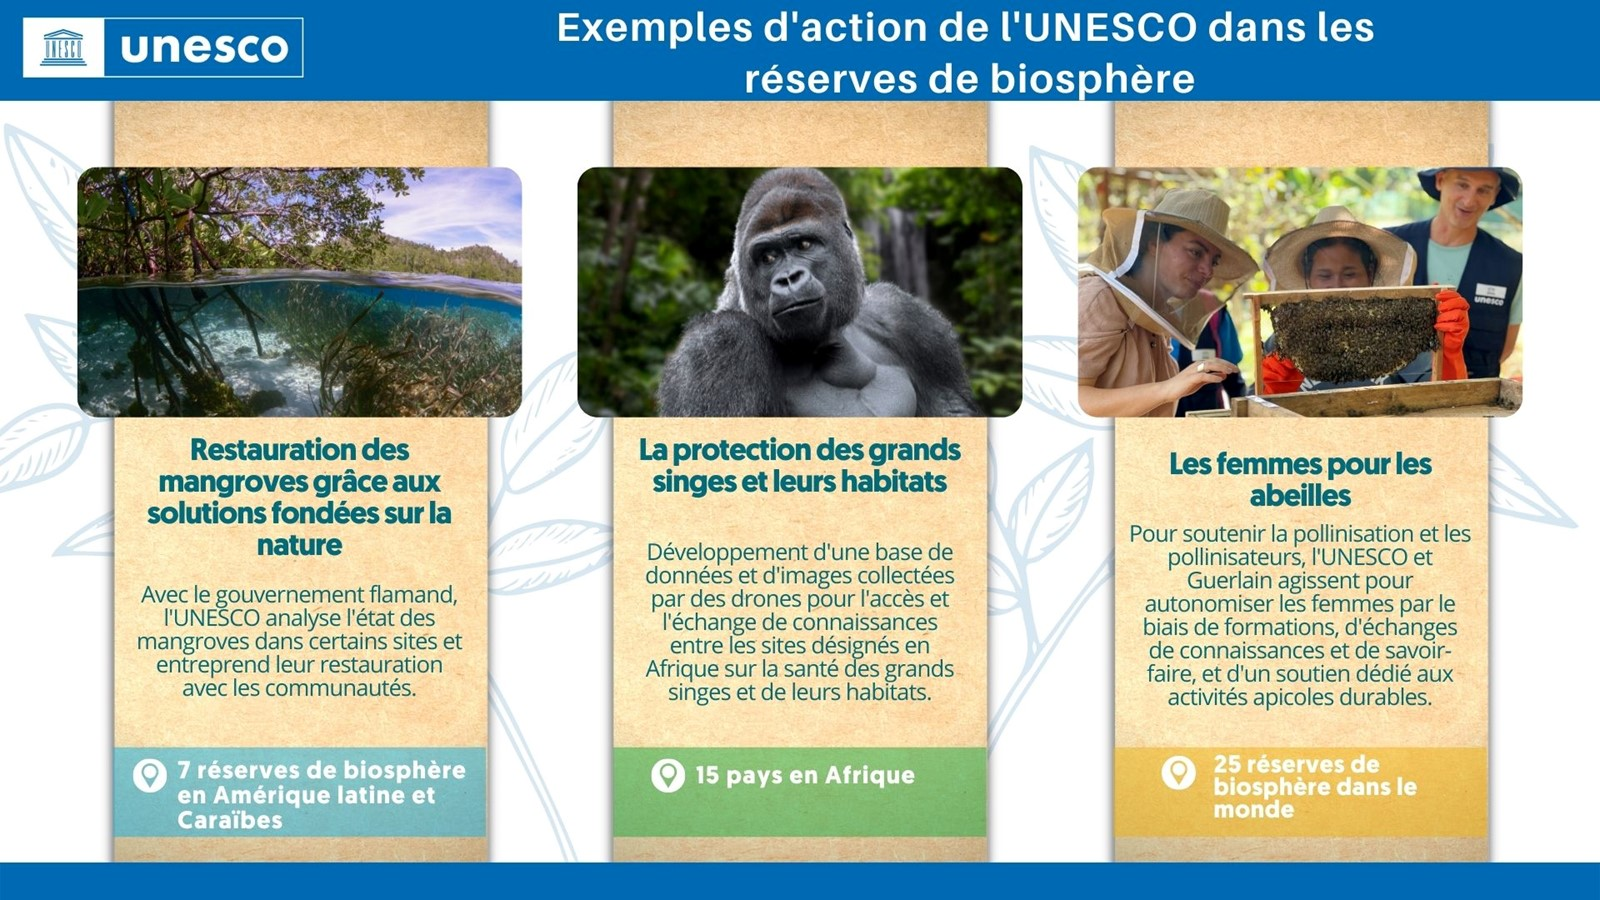 unesco
Exemples d'action de l'UNESCO dans les
réserves de biosphère
Restauration des
mangroves grâce aux
solutions fondées sur la
nature
Avec le gouvernement flamand,
l'UNESCO analyse l'état des
mangroves dans certains sites et
entreprend leur restauration
avec les communautés.
7 réserves de biosphère
en Amérique latine et
Caraïbes
La protection des grands
singes et leurs habitats
Développement d'une base de
données et d'images collectées
par des drones pour l'accès et
l'échange de connaissances
entre les sites désignés en
Afrique sur la santé des grands
singes et de leurs habitats.
15 pays en Afrique
unesco
Les femmes pour les
abeilles
Pour soutenir la pollinisation et les
pollinisateurs, l'UNESCO et
Guerlain agissent pour
autonomiser les femmes par le
biais de formations, d'échanges
de connaissances et de savoir-
faire, et d'un soutien dédié aux
activités apicoles durables.
25 réserves de
biosphère dans le
monde